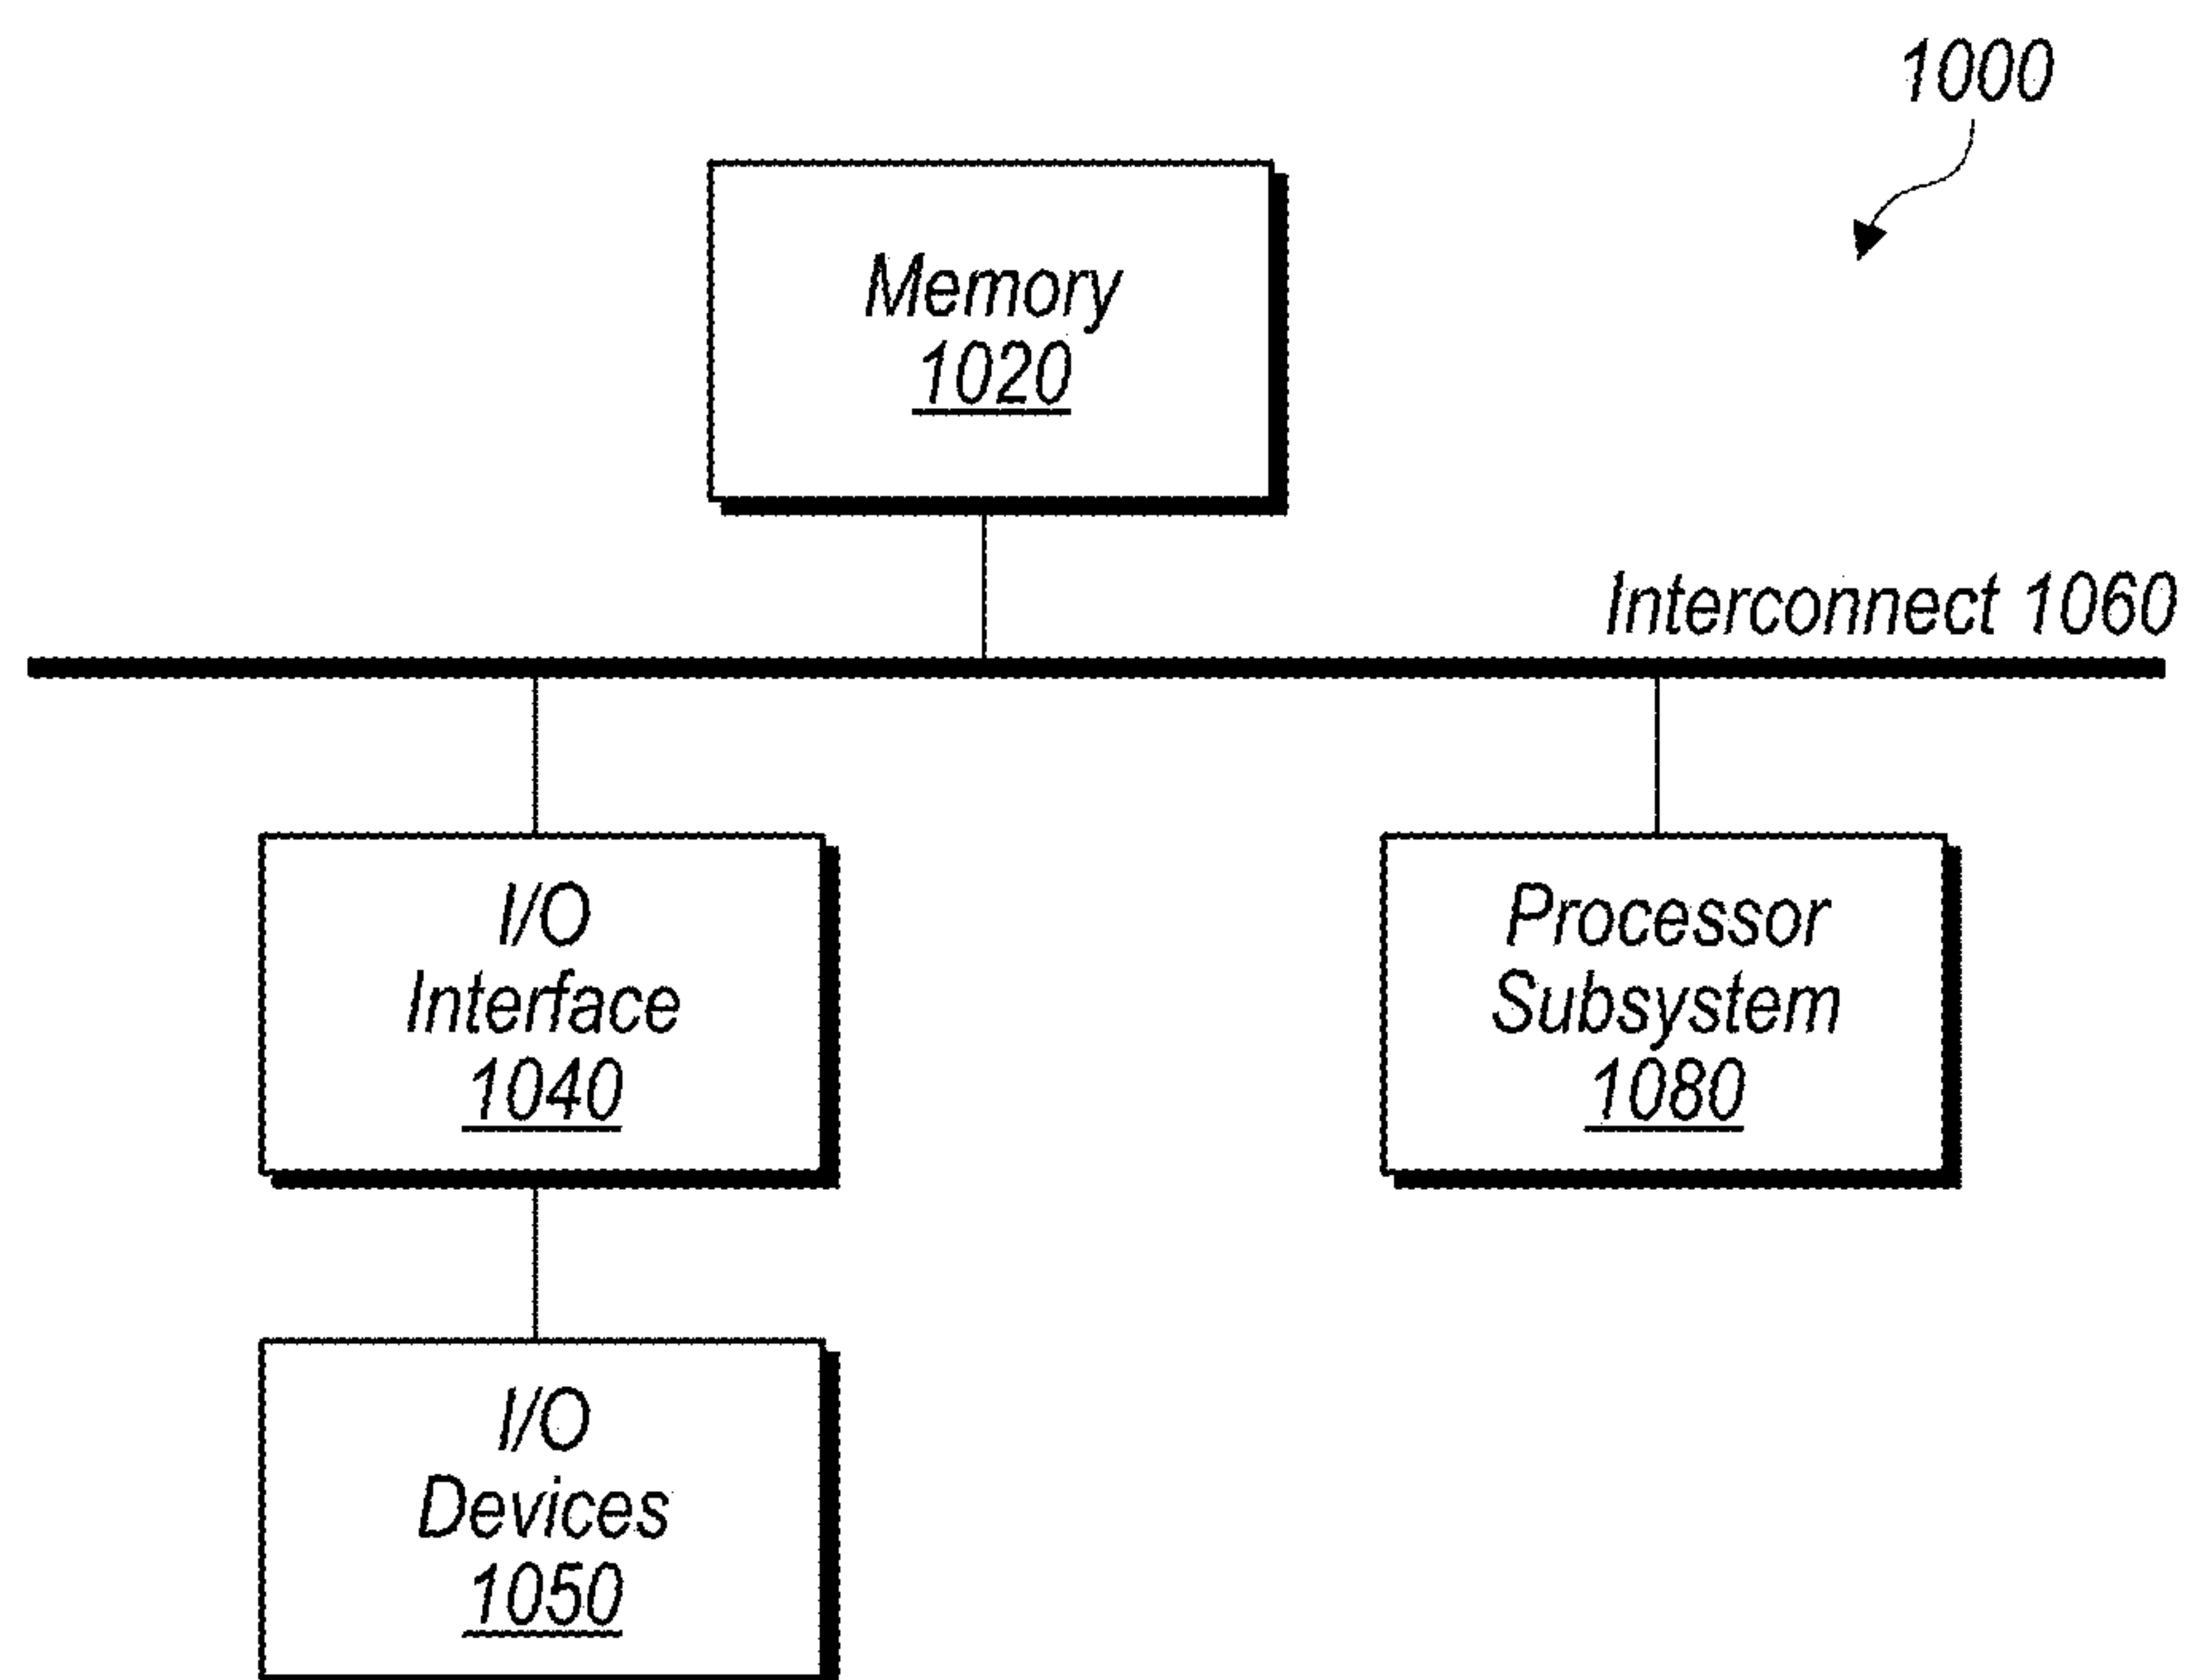 1000
Memory
1020
Interconnect 1060
I/O
Interface
1040
Processor
Subsystem
1080
I/O
Devices
1050